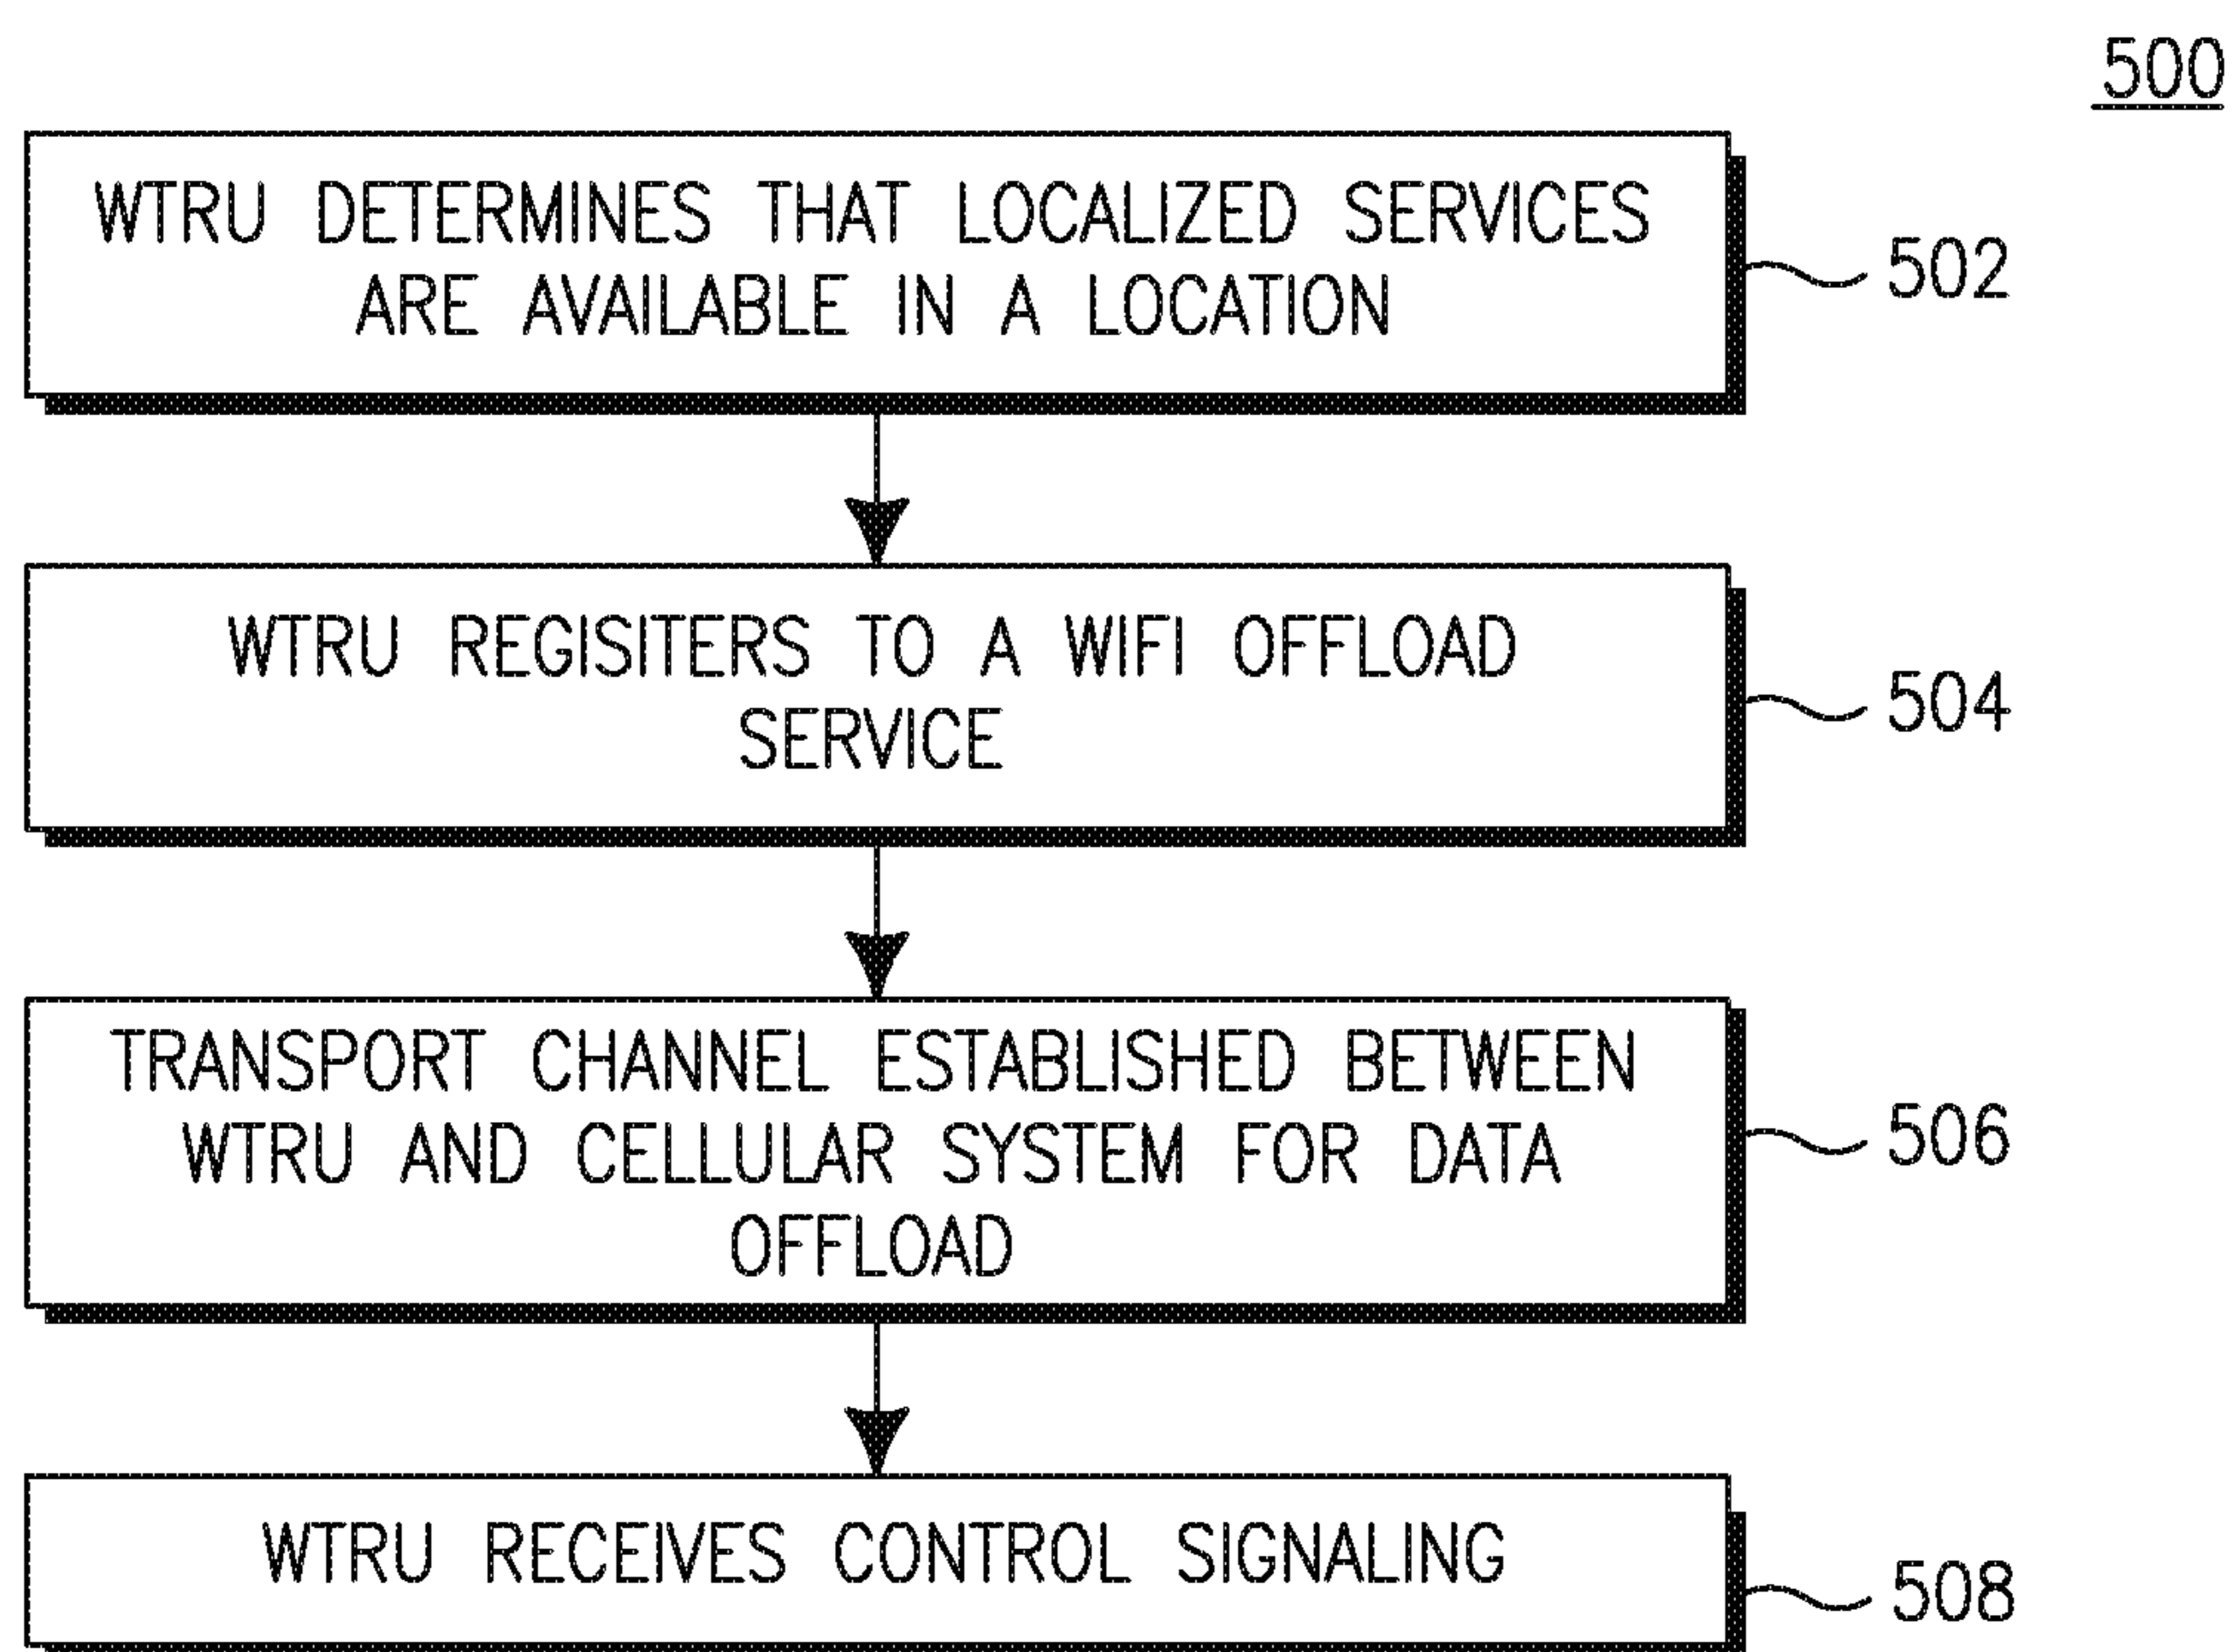 500
WTRU DETERMINES THAT LOCALIZED SERVICES
ARE AVAILABLE IN A LOCATION
502
WTRU REGISITERS TO A WIFI OFFLOAD
SERVICE
504
TRANSPORT CHANNEL ESTABLISHED BETWEEN
WTRU AND CELLULAR SYSTEM FOR DATA
OFFLOAD
506
WTRU RECEIVES CONTROL SIGNALING
508